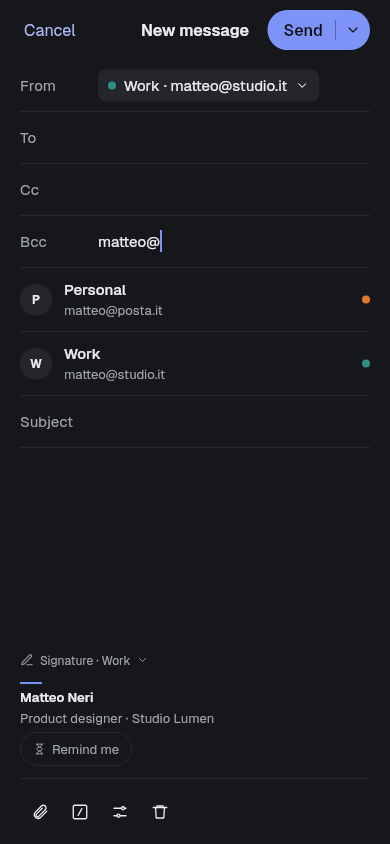 Cancel New message Send
From Work · matteo@studio.it
To
Cc
Bcc matteo@
P Personal
matteo@posta.it
W Work
matteo@studio.it
Subject
Signature · Work
Matteo Neri
Product designer · Studio Lumen
Remind me